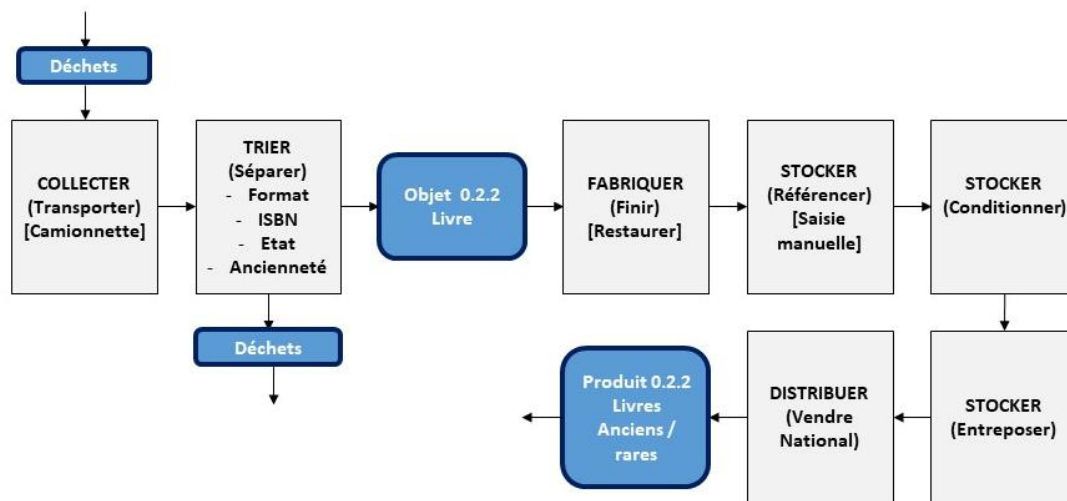 Déchets
COLLECTER
(Transporter)
[Camionnette]
TRIER
(Séparer)
- Format
- ISBN
- Etat
- Ancienneté
Déchets
Objet 0.2.2
Livre
FABRIQUER
(Finir)
[Restaurer]
STOCKER
(Référencer)
[Saisie
manuelle]
STOCKER
(Conditionner)
STOCKER
(Entreposer)
DISTRIBUER
(Vendre
National)
Produit 0.2.2
Livres
Anciens /
rares